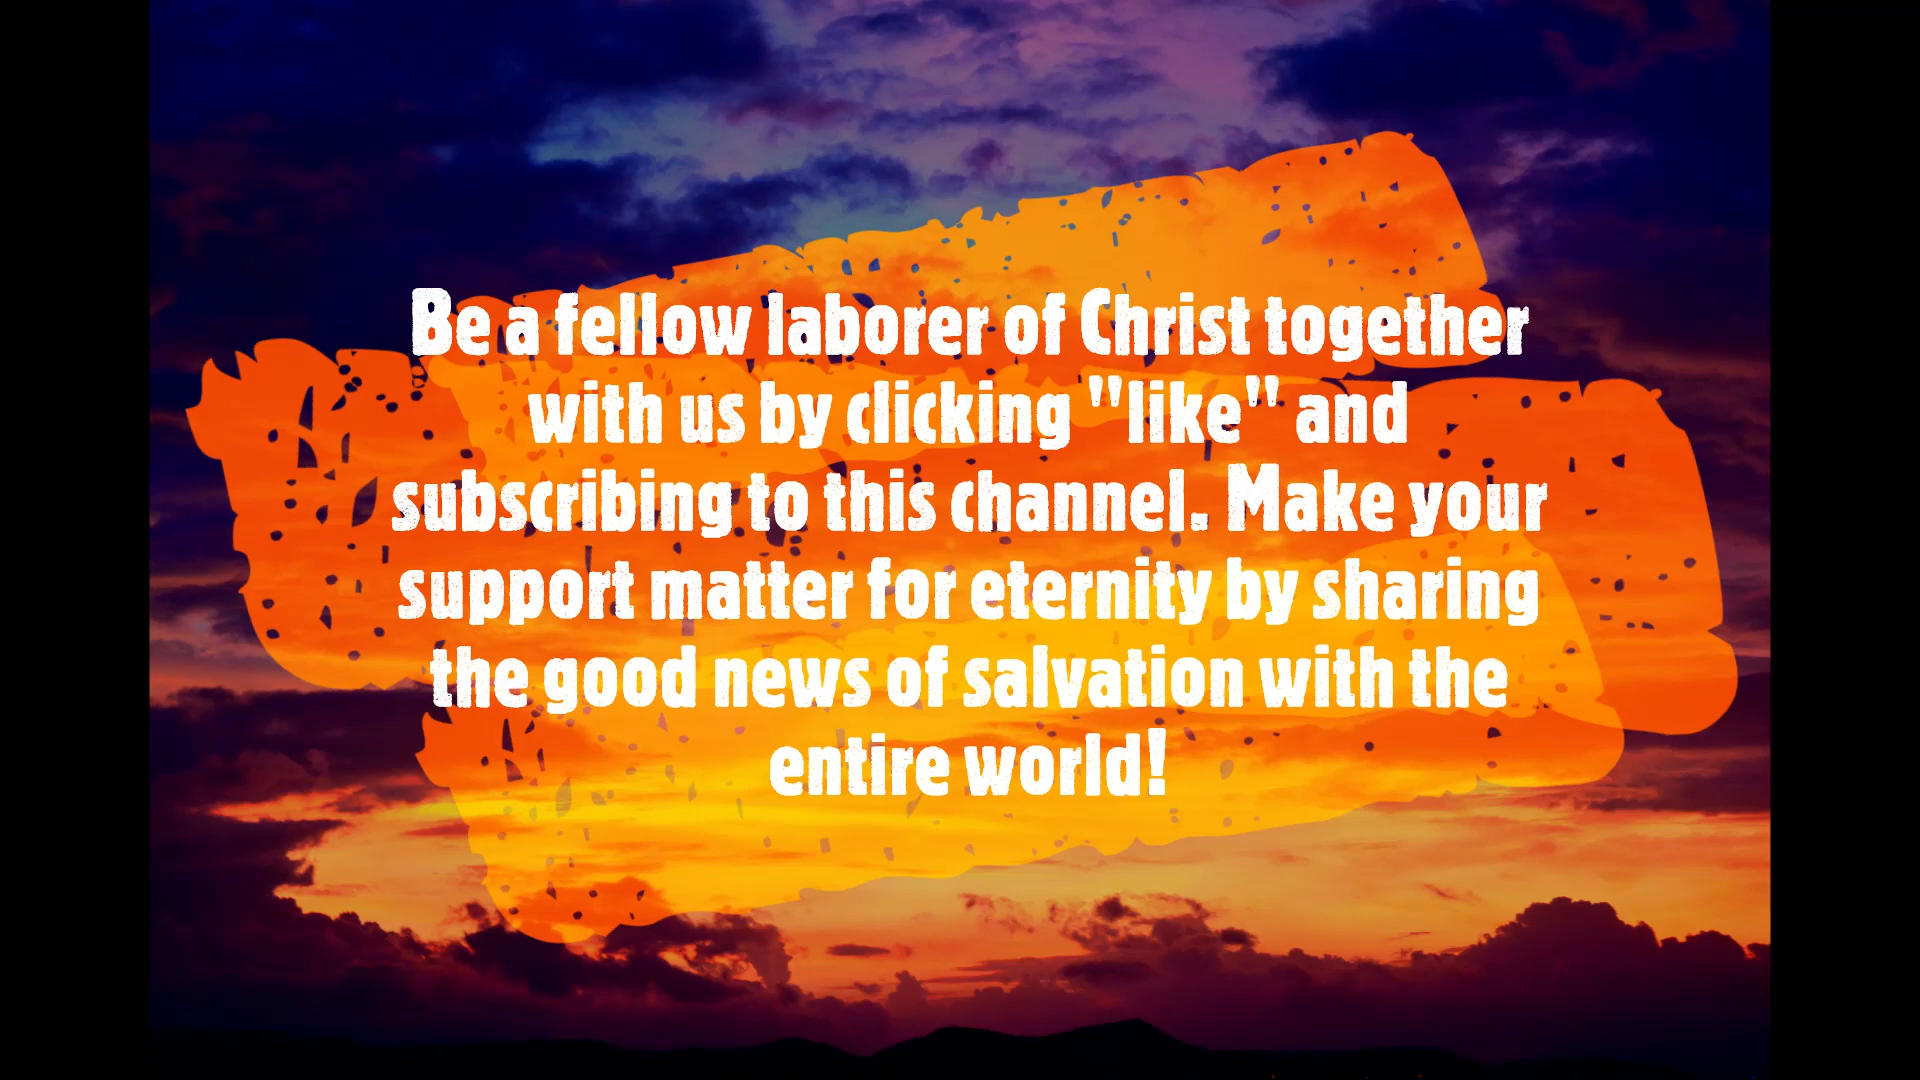 Be a fellow laborer of Christ together
with us by clicking "like" and
subscribing to this channel. Make your
support matter for eternity by sharing
the good news of salvation with the
entire world!